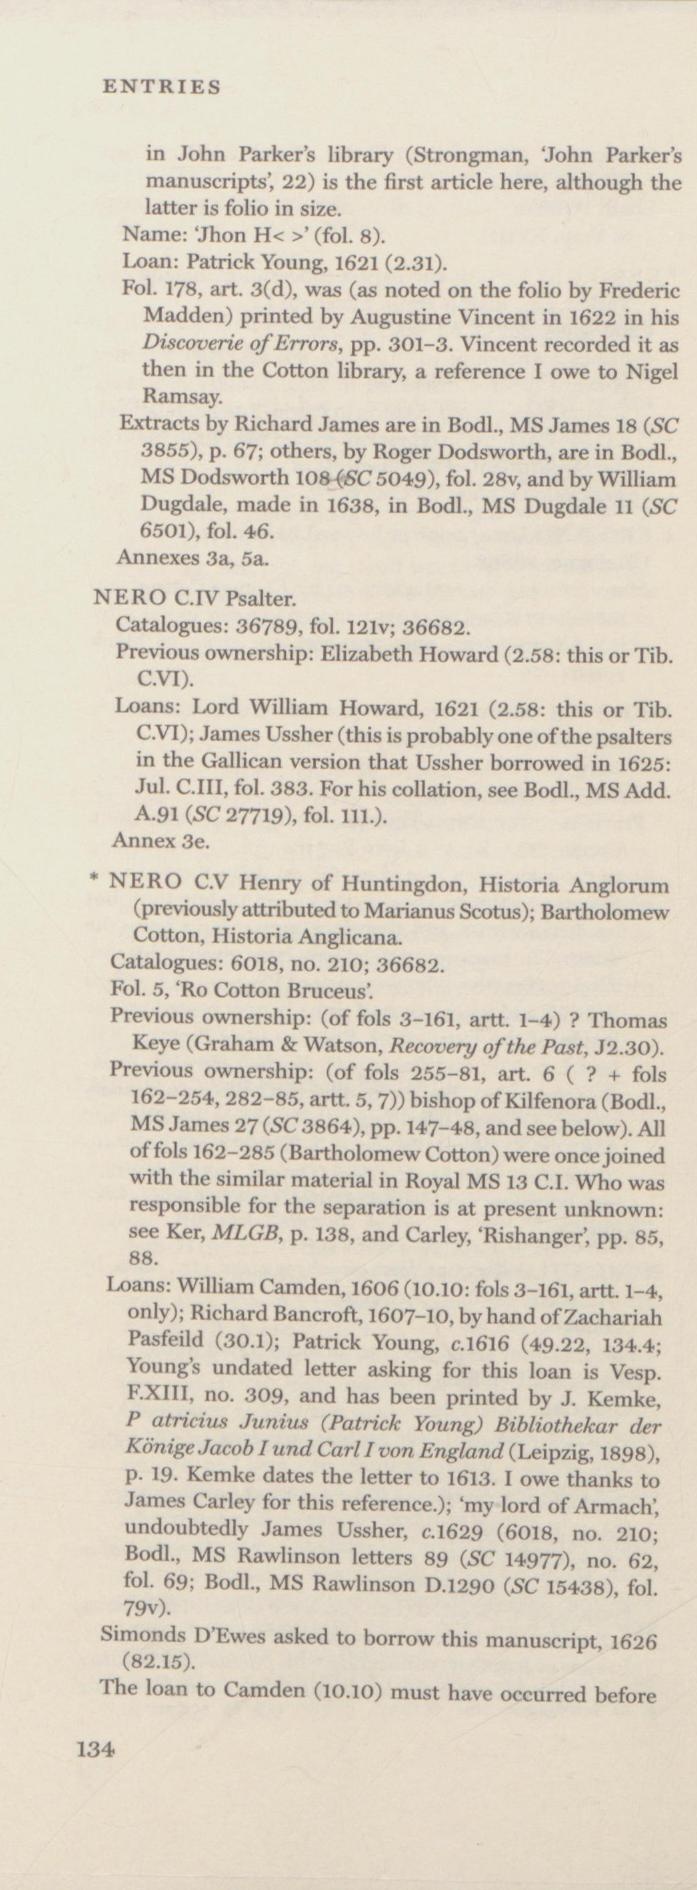 ENTRIES
in John Parker's library (Strongman, 'John Parker's
manuscripts', 22) is the first article here, although the
latter is folio in size.
Name: 'Jhon H< >' (fol. 8).
Loan: Patrick Young, 1621 (2.31).
Fol. 178, art. 3(d), was (as noted on the folio by Frederic
Madden) printed by Augustine Vincent in 1622 in his
Discoverie of Errors, pp. 301–3. Vincent recorded it as
then in the Cotton library, a reference I owe to Nigel
Ramsay.
Extracts by Richard James are in Bodl., MS James 18 (SC
3855), p. 67; others, by Roger Dodsworth, are in Bodl.,
MS Dodsworth 108 (SC 5049), fol. 28v, and by William
Dugdale, made in 1638, in Bodl., MS Dugdale 11 (SC
6501), fol. 46.
Annexes 3a, 5a.
NERO C.IV Psalter.
Catalogues: 36789, fol. 121v; 36682.
Previous ownership: Elizabeth Howard (2.58: this or Tib.
C.VI).
Loans: Lord William Howard, 1621 (2.58: this or Tib.
C.VI); James Ussher (this is probably one of the psalters
in the Gallican version that Ussher borrowed in 1625:
Jul. C.III, fol. 383. For his collation, see Bodl., MS Add.
A.91 (SC 27719), fol. 111.).
Annex 3e.
* NERO C.V Henry of Huntingdon, Historia Anglorum
(previously attributed to Marianus Scotus); Bartholomew
Cotton, Historia Anglicana.
Catalogues: 6018, no. 210; 36682.
Fol. 5, 'Ro Cotton Bruceus'.
Previous ownership: (of fols 3–161, artt. 1–4) ? Thomas
Keye (Graham & Watson, Recovery of the Past, J2.30).
Previous ownership: (of fols 255–81, art. 6 ( ? + fols
162–254, 282–85, artt. 5, 7)) bishop of Kilfenora (Bodl.,
MS James 27 (SC 3864), pp. 147–48, and see below). All
of fols 162–285 (Bartholomew Cotton) were once joined
with the similar material in Royal MS 13 C.I. Who was
responsible for the separation is at present unknown:
see Ker, MLGB, p. 138, and Carley, 'Rishanger', pp. 85,
88.
Loans: William Camden, 1606 (10.10: fols 3–161, artt. 1–4,
only); Richard Bancroft, 1607–10, by hand of Zachariah
Pasfeild (30.1); Patrick Young, c.1616 (49.22, 134.4;
Young's undated letter asking for this loan is Vesp.
F.XIII, no. 309, and has been printed by J. Kemke,
P atricius Junius (Patrick Young) Bibliothekar der
Könige Jacob I und Carl I von England (Leipzig, 1898),
p. 19. Kemke dates the letter to 1613. I owe thanks to
James Carley for this reference.); 'my lord of Armach',
undoubtedly James Ussher, c.1629 (6018, no. 210;
Bodl., MS Rawlinson letters 89 (SC 14977), no. 62,
fol. 69; Bodl., MS Rawlinson D.1290 (SC 15438), fol.
79v).
Simonds D'Ewes asked to borrow this manuscript, 1626
(82.15).
The loan to Camden (10.10) must have occurred before
134